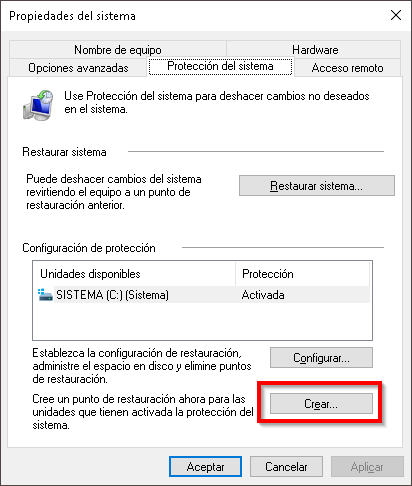 Propiedades del sistema
Nombre de equipo
Hardware
Opciones avanzadas
Protección del sistema
Acceso remoto
Use Protección del sistema para deshacer cambios no deseados
en el sistema.
Restaurar sistema
Puede deshacer cambios del sistema
revirtiendo el equipo a un punto de
restauración anterior.
Restaurar sistema...
Configuración de protección
Unidades disponibles
Protección
SISTEMA (C:) (Sistema)
Activada
Establezca la configuración de restauración,
administre el espacio en disco y elimine puntos
de restauración.
Configurar...
Cree un punto de restauración ahora para las
unidades que tienen activada la protección del
sistema.
Crear...
Aceptar
Cancelar
Aplicar